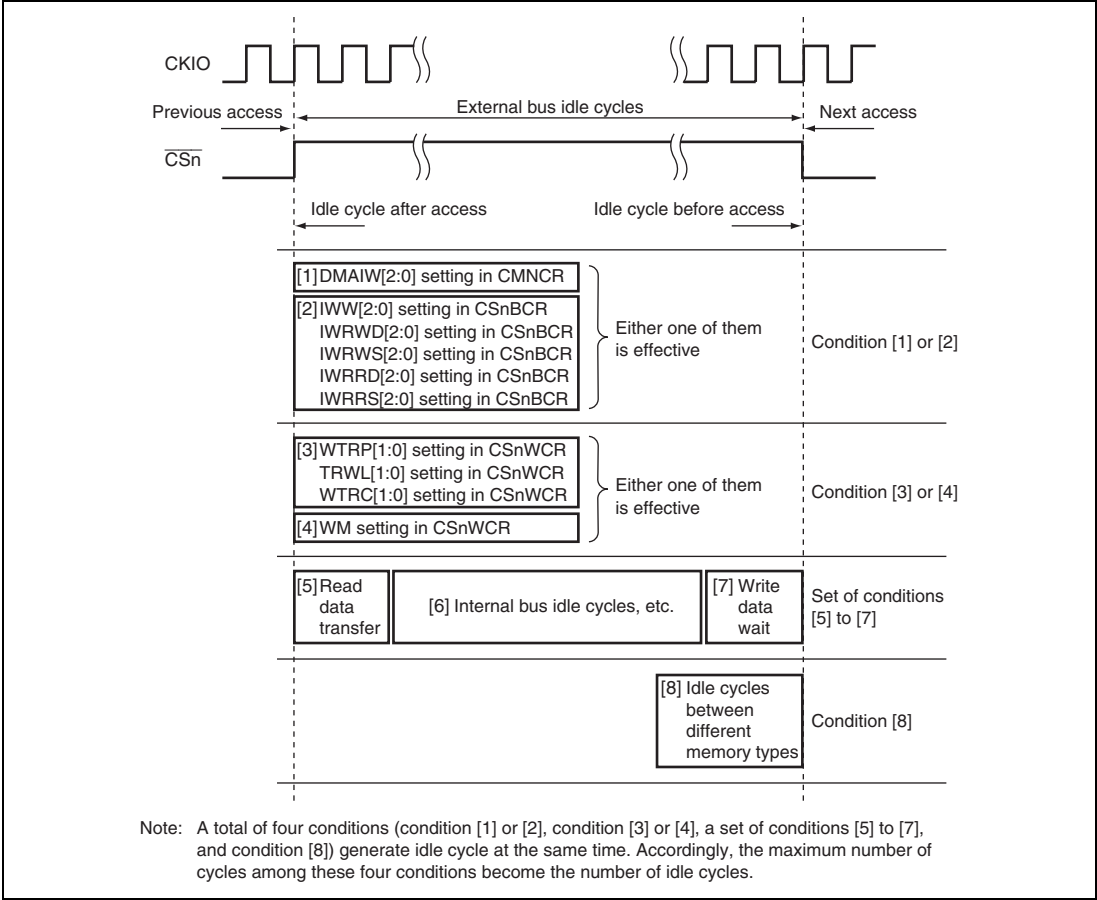 CKIO
Previous access
External bus idle cycles
Next access
CSn
Idle cycle after access
Idle cycle before access
[1]DMAIW[2:0] setting in CMNCR
[2]IWW[2:0] setting in CSnBCR
IWRWD[2:0] setting in CSnBCR
IWRWS[2:0] setting in CSnBCR
IWRRD[2:0] setting in CSnBCR
IWRRS[2:0] setting in CSnBCR
Either one of them
is effective
Condition [1] or [2]
[3]WTRP[1:0] setting in CSnWCR
TRWL[1:0] setting in CSnWCR
WTRC[1:0] setting in CSnWCR
[4]WM setting in CSnWCR
Either one of them
is effective
Condition [3] or [4]
[5]Read
data
transfer
[6] Internal bus idle cycles, etc.
[7] Write
data
wait
Set of conditions
[5] to [7]
[8] Idle cycles
between
different
memory types
Condition [8]
Note: A total of four conditions (condition [1] or [2], condition [3] or [4], a set of conditions [5] to [7],
and condition [8]) generate idle cycle at the same time. Accordingly, the maximum number of
cycles among these four conditions become the number of idle cycles.